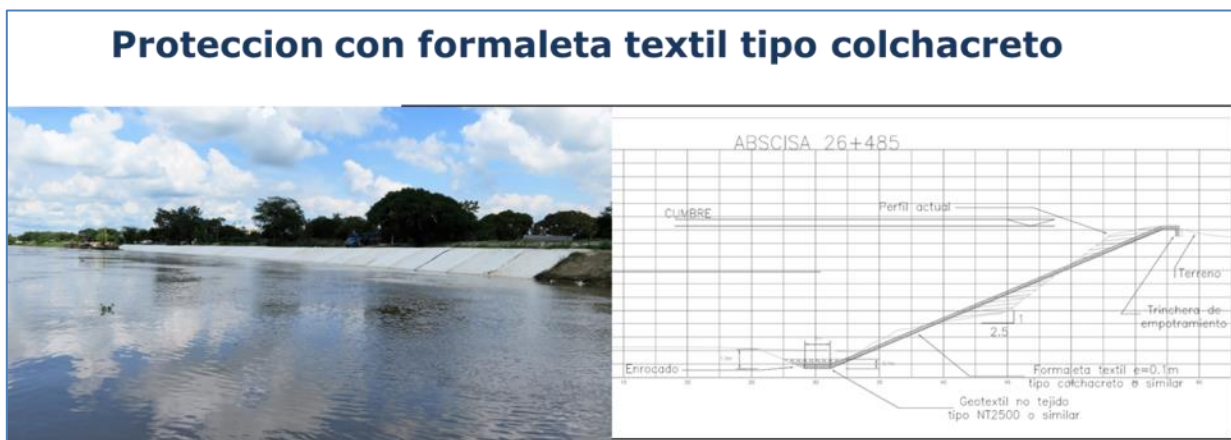 Proteccion con formaleta textil tipo colchacreto
ABSCISA 26+485
Perfil actual
CUMBRE
Terreno
1
2.5
Trinchera de
empotramiento
Enrocado
Formaleta textil e=0.1m
tipo colchacreto o similar
Geotextil no tejido
tipo NT2500 o similar